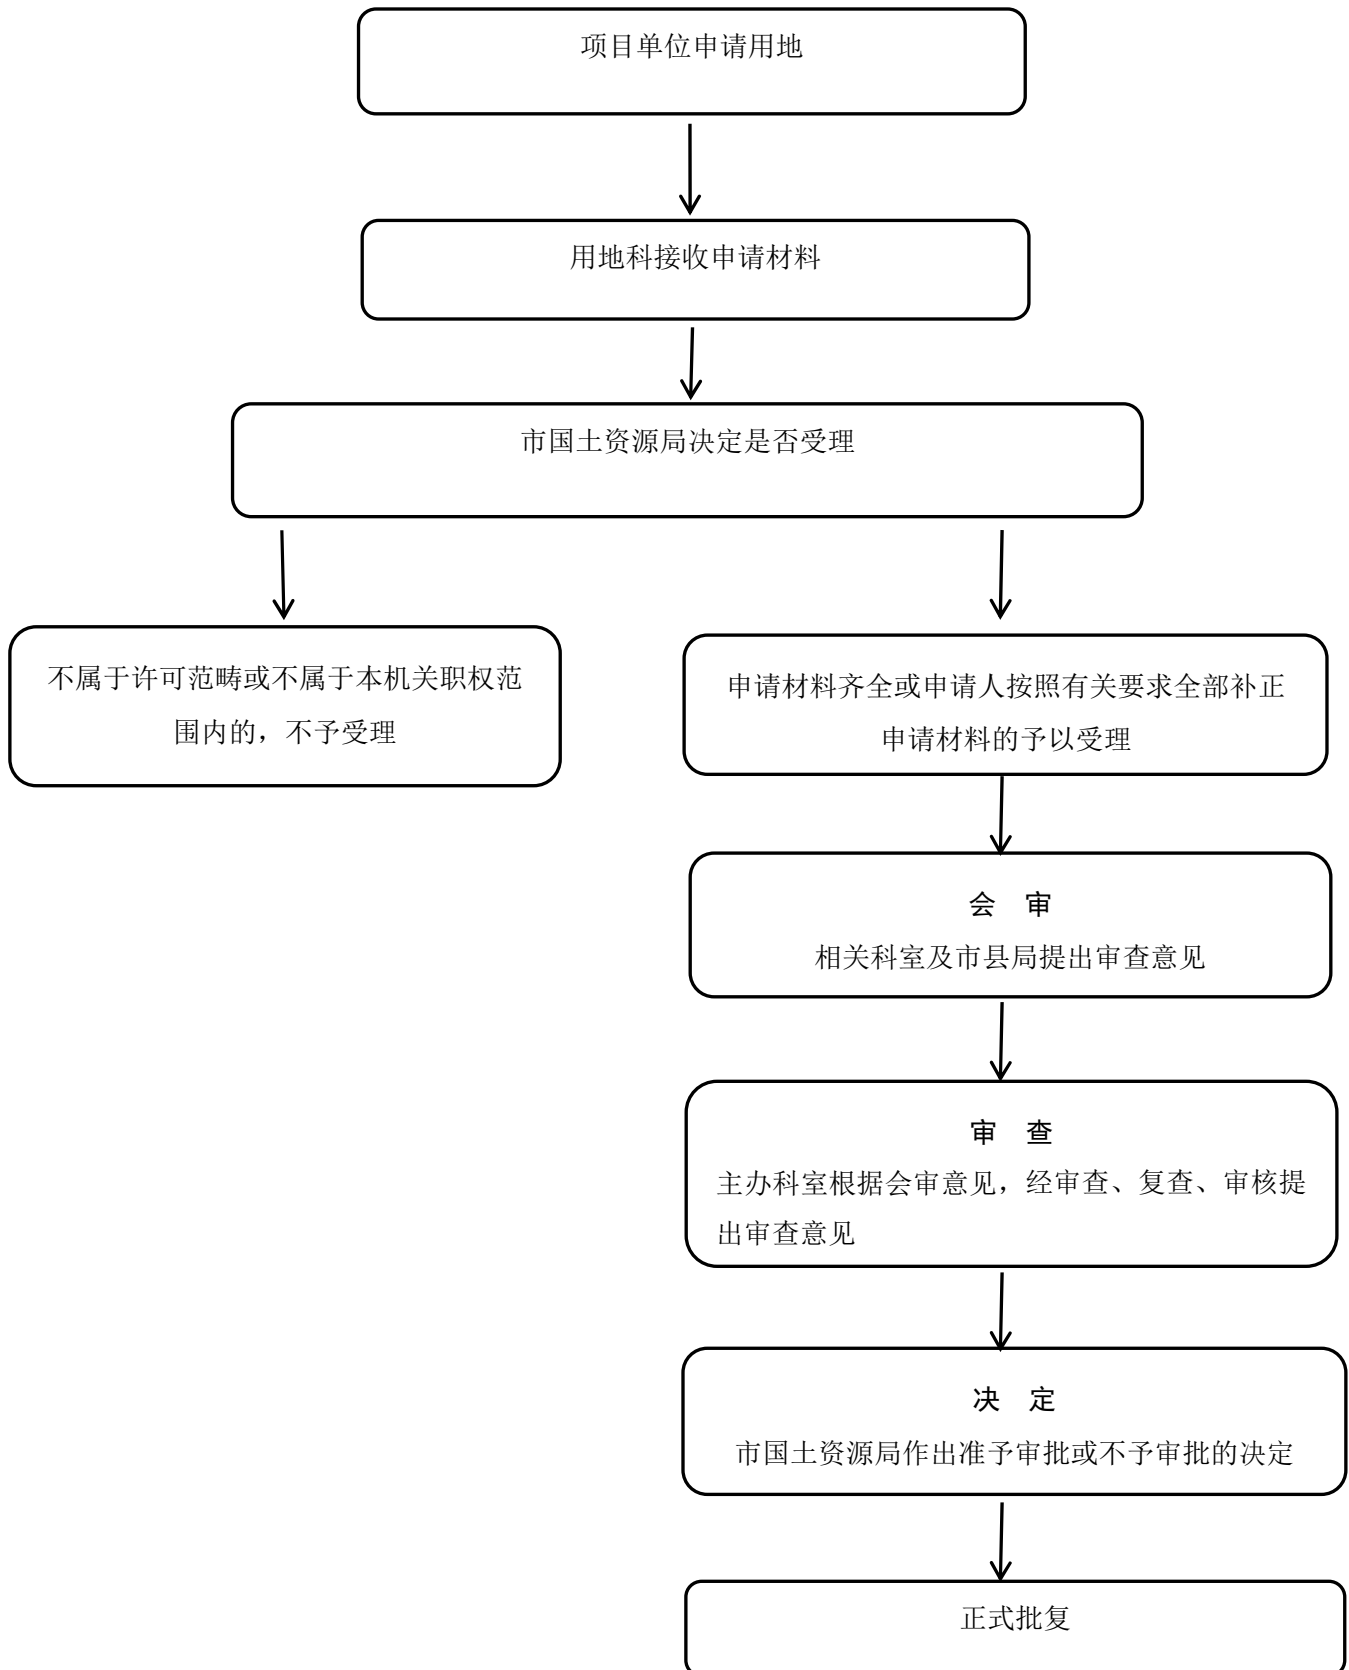 项目单位申请用地
用地科接收申请材料
市国土资源局决定是否受理
不属于许可范畴或不属于本机关职权范
围内的，不予受理
申请材料齐全或申请人按照有关要求全部补正
申请材料的予以受理
会 审
相关科室及市县局提出审查意见
审 查
主办科室根据会审意见，经审查、复查、审核提
出审查意见
决 定
市国土资源局作出准予审批或不予审批的决定
正式批复